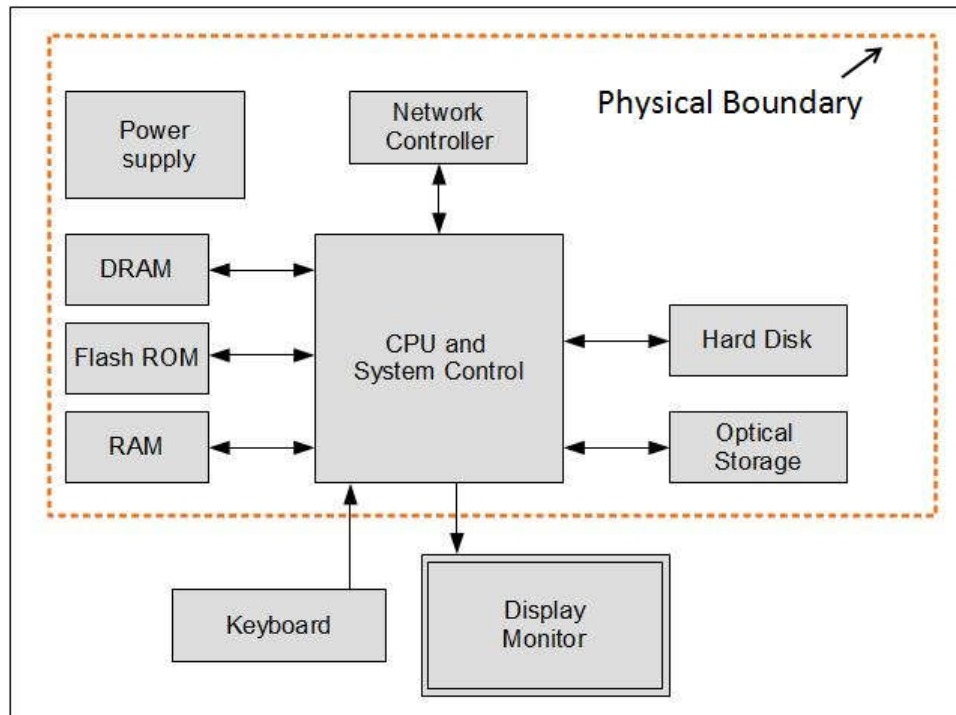 Physical Boundary
Power
supply
Network
Controller
DRAM
Flash ROM
RAM
CPU and
System Control
Hard Disk
Optical
Storage
Keyboard
Display
Monitor